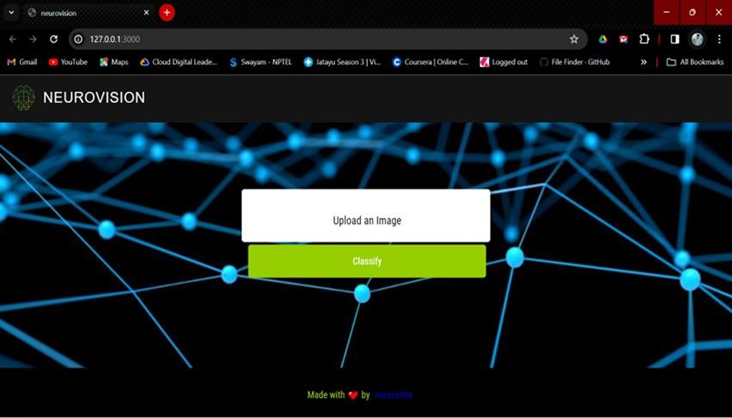 neurovision
127.0.0.1:3000
Gmail YouTube Maps Cloud Digital Leade... Swayam - NPTEL Jatayu Season 3 | Vi... Coursera | Online C... Logged out File Finder · GitHub » All Bookmarks
NEUROVISION
Upload an Image
Classify
Made with ❤️ by